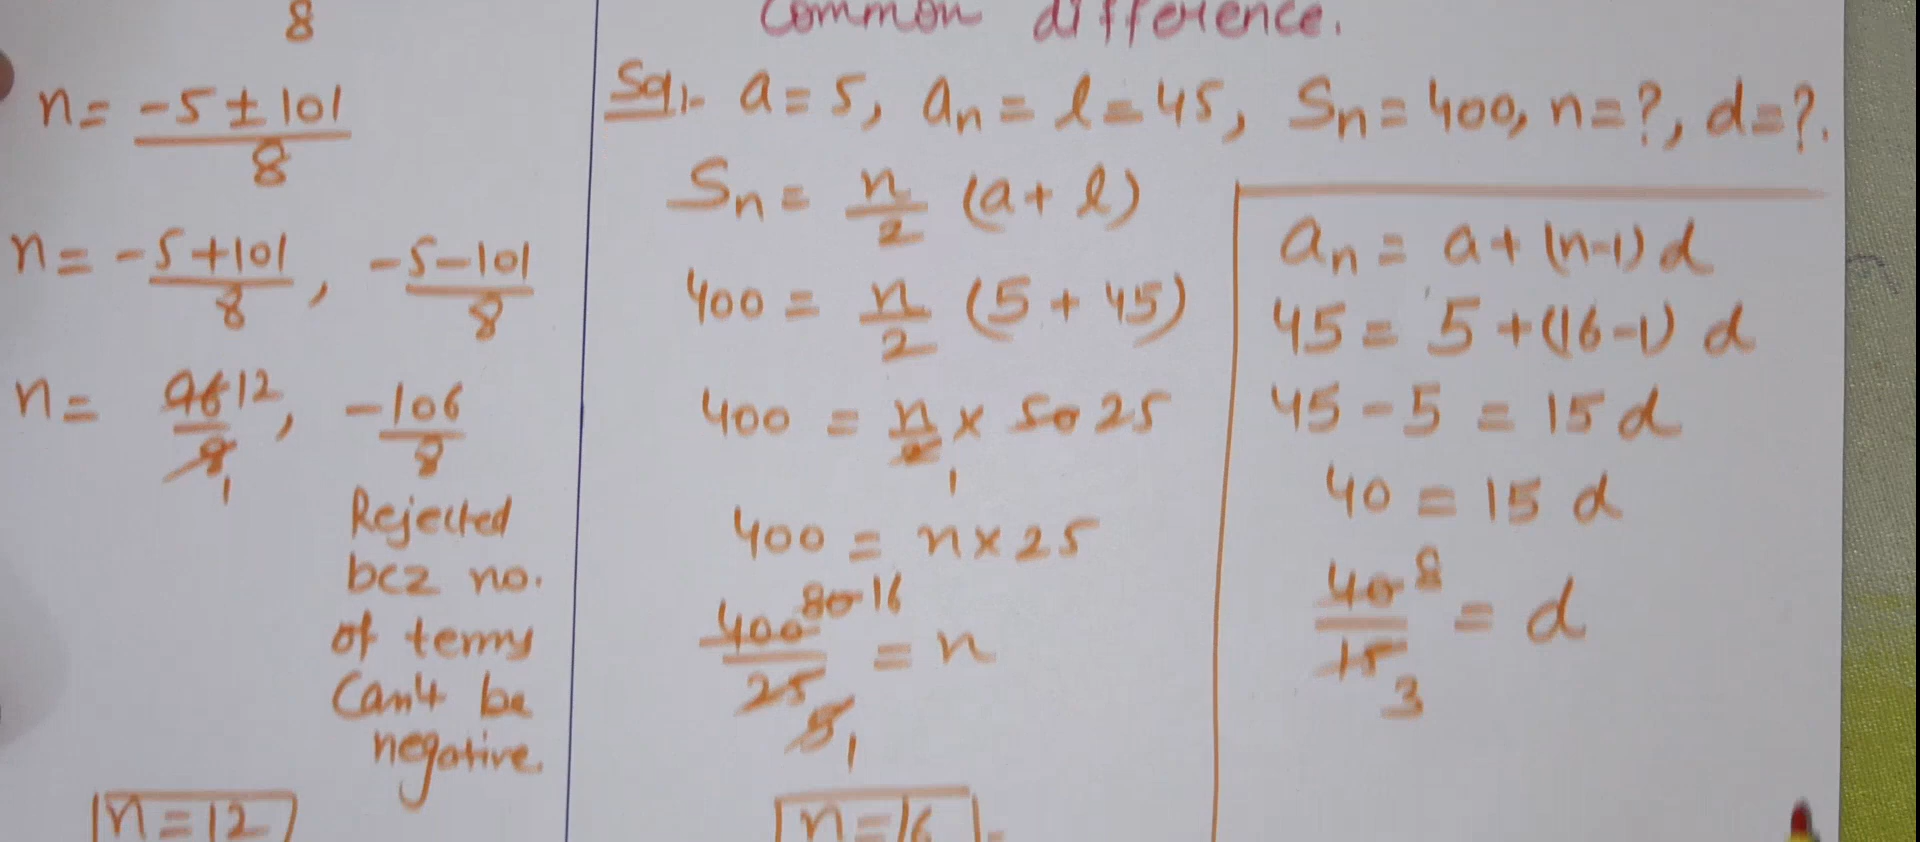 8
n = -5 ± 101 / 8
n = -5 + 101 / 8 , -5 - 101 / 8
n = 96 12 / 8 1 , -106 / 8
Rejected
bcz no.
of terms
Can't be
negative.
n = 12
Common difference.
Sol:- a = 5, an = l = 45, Sn = 400, n = ?, d = ?.
Sn = n/2 (a + l)
400 = n/2 (5 + 45)
400 = n/2 1 × 50 25
400 = n × 25
400 80 16 / 25 5 1 = n
n = 16
an = a + (n-1) d
45 = 5 + (16-1) d
45 - 5 = 15 d
40 = 15 d
40 8 / 15 3 = d